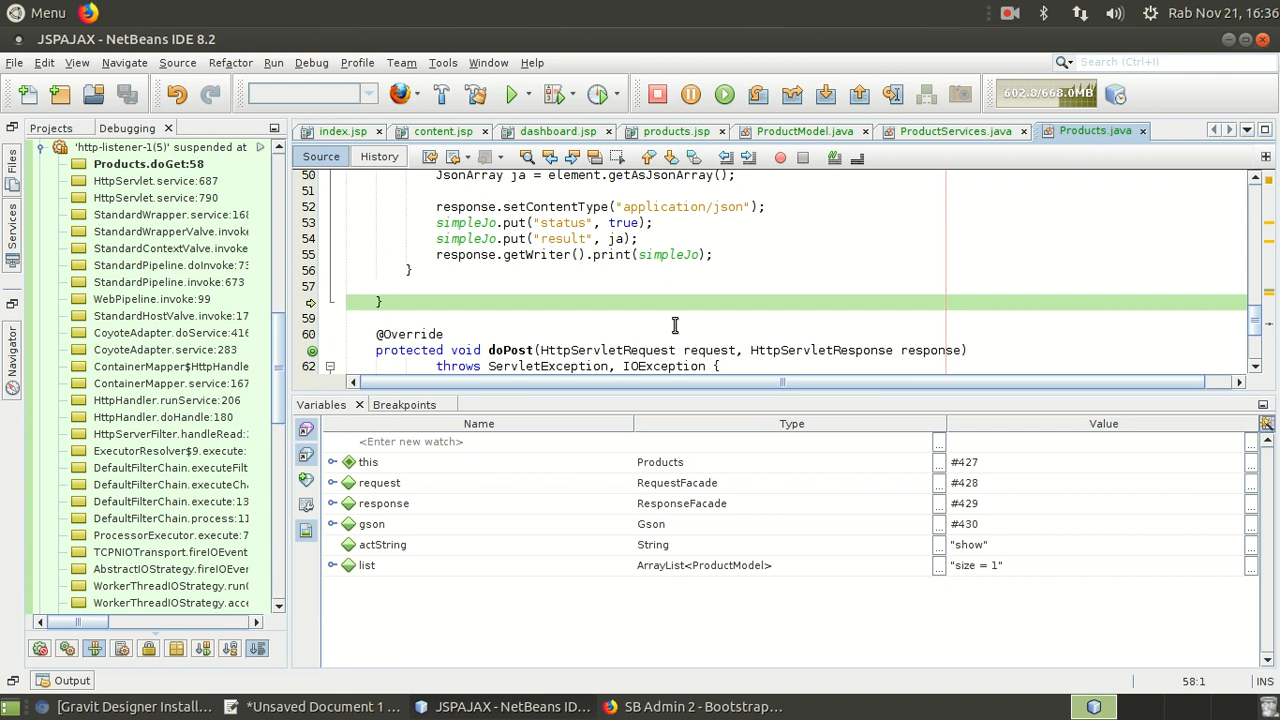 Menu
Rab Nov 21, 16:36
JSPAJAX - NetBeans IDE 8.2
File Edit View Navigate Source Refactor Run Debug Profile Team Tools Window Help
Search (Ctrl+I)
602.8/668.0MB
Projects Debugging
index.jsp content.jsp dashboard.jsp products.jsp ProductModel.java ProductServices.java Products.java
Source History
Files
Services
Navigator
'http-listener-1(5)' suspended at
Products.doGet:58
HttpServlet.service:687
HttpServlet.service:790
StandardWrapper.service:168
StandardWrapperValve.invoke
StandardContextValve.invoke
StandardPipeline.doInvoke:73
StandardPipeline.invoke:673
WebPipeline.invoke:99
StandardHostValve.invoke:17
CoyoteAdapter.doService:416
CoyoteAdapter.service:283
ContainerMapper$HttpHandle
ContainerMapper.service:167
HttpHandler.runService:206
HttpHandler.doHandle:180
HttpServerFilter.handleRead:
ExecutorResolver$9.execute:
DefaultFilterChain.executeFilt
DefaultFilterChain.executeCha
DefaultFilterChain.execute:13
DefaultFilterChain.process:11
ProcessorExecutor.execute:7
TCPNIOTransport.fireIOEvent
AbstractIOStrategy.fireIOEver
WorkerThreadIOStrategy.run(
WorkerThreadIOStrategy.acce
50 JsonArray ja = element.getAsJsonArray();
51
52 response.setContentType("application/json");
53 simpleJo.put("status", true);
54 simpleJo.put("result", ja);
55 response.getWriter().print(simpleJo);
56 }
57
}
59
60 @Override
protected void doPost(HttpServletRequest request, HttpServletResponse response)
62 throws ServletException, IOException {
Variables Breakpoints
Name Type Value
<Enter new watch>
this Products #427
request RequestFacade #428
response ResponseFacade #429
gson Gson #430
actString String "show"
list ArrayList<ProductModel> "size = 1"
Output
58:1 INS
[Gravit Designer Install... *Unsaved Document 1 ... JSPAJAX - NetBeans ID... SB Admin 2 - Bootstrap...